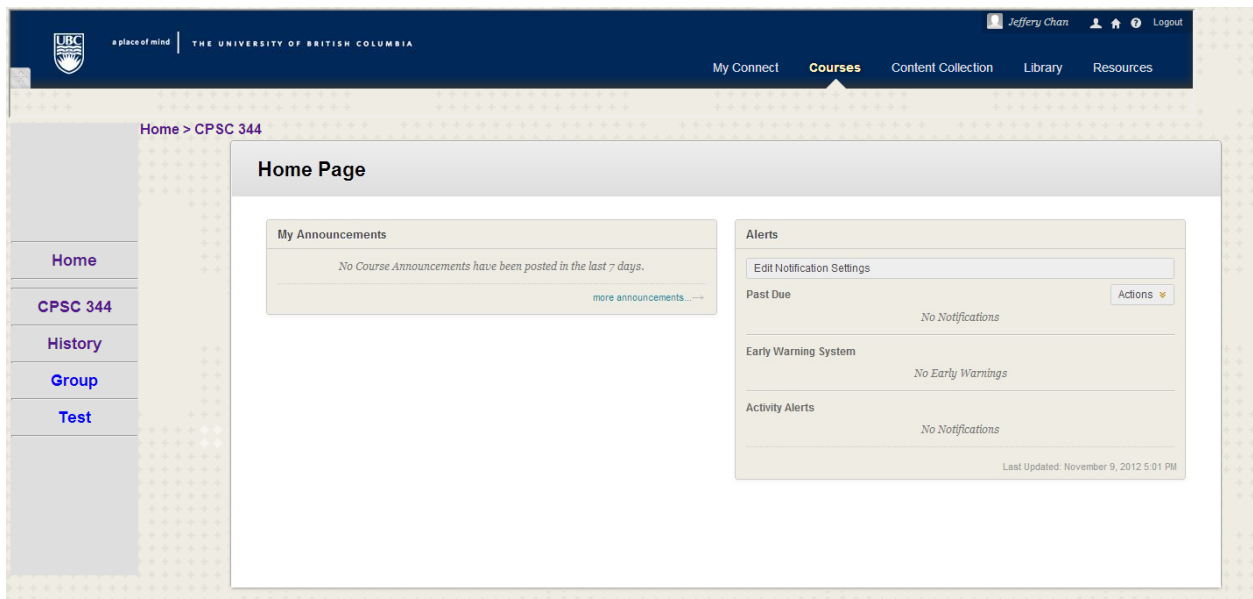 Jeffery Chan Logout
UBC a place of mind THE UNIVERSITY OF BRITISH COLUMBIA
My Connect Courses Content Collection Library Resources
Home > CPSC 344
Home Page
Home
CPSC 344
History
Group
Test
My Announcements
No Course Announcements have been posted in the last 7 days.
more announcements...→
Alerts
Edit Notification Settings
Past Due Actions
No Notifications
Early Warning System
No Early Warnings
Activity Alerts
No Notifications
Last Updated: November 9, 2012 5:01 PM